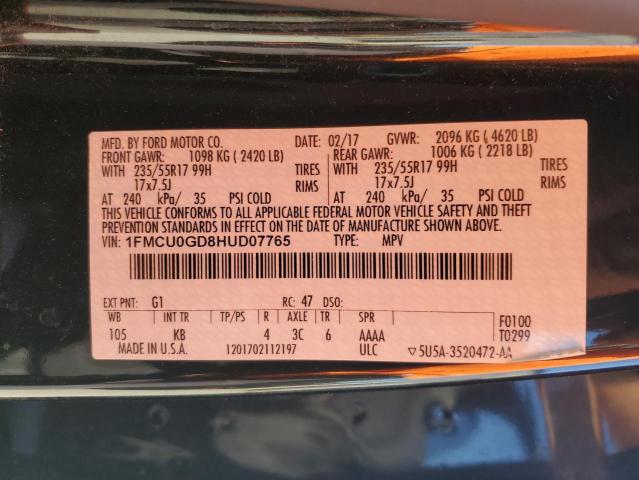 MFD. BY FORD MOTOR CO. DATE: 02/17 GVWR: 2096 KG ( 4620 LB)
FRONT GAWR: 1098 KG ( 2420 LB) REAR GAWR: 1006 KG ( 2218 LB)
WITH 235/55R17 99H TIRES WITH 235/55R17 99H TIRES
17x7.5J RIMS 17x7.5J RIMS
AT 240 kPa/ 35 PSI COLD AT 240 kPa/ 35 PSI COLD
THIS VEHICLE CONFORMS TO ALL APPLICABLE FEDERAL MOTOR VEHICLE SAFETY AND THEFT
PREVENTION STANDARDS IN EFFECT ON THE DATE OF MANUFACTURE SHOWN ABOVE.
VIN: 1FMCU0GD8HUD07765 TYPE: MPV
EXT PNT: G1 RC: 47 DSO:
WB INT TR TP/PS R AXLE TR SPR F0100
105 KB 4 3C 6 AAAA T0299
MADE IN U.S.A. 1201702112197 ULC ▽5U5A-3520472-AA